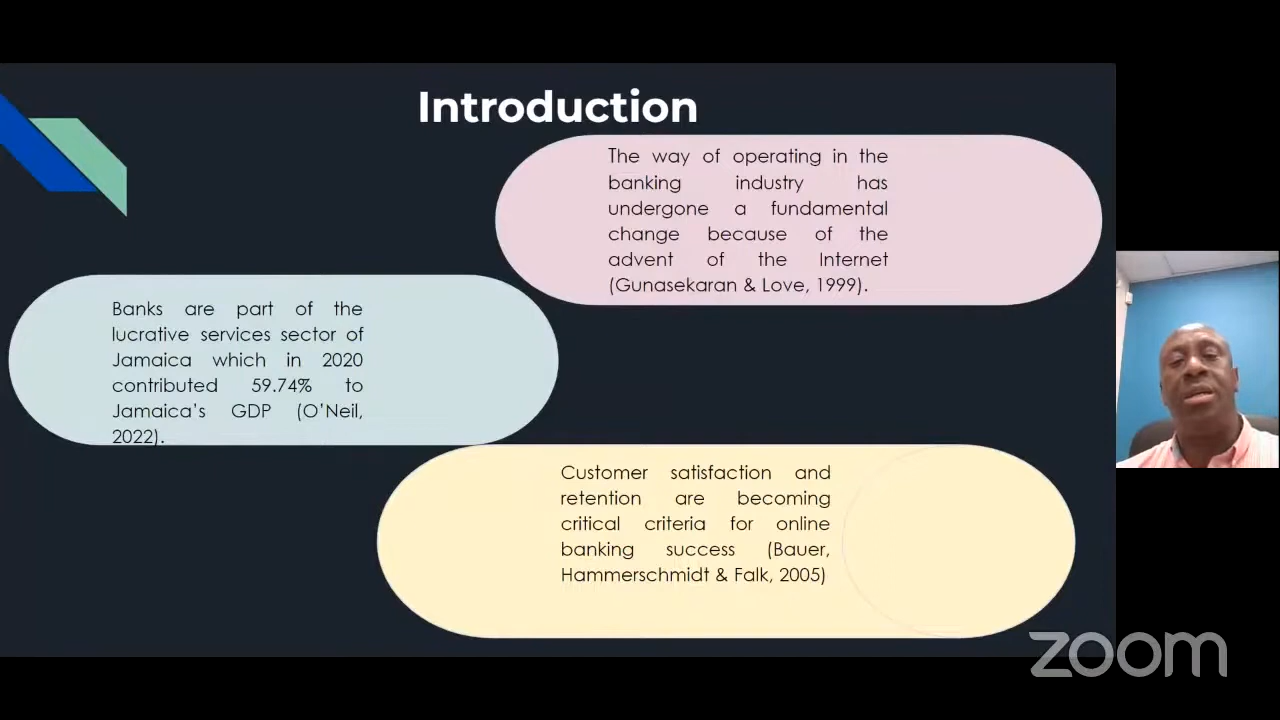 Introduction
The way of operating in the
banking industry has
undergone a fundamental
change because of the
advent of the Internet
(Gunasekaran & Love, 1999).
Banks are part of the
lucrative services sector of
Jamaica which in 2020
contributed 59.74% to
Jamaica's GDP (O'Neil,
2022).
Customer satisfaction and
retention are becoming
critical criteria for online
banking success (Bauer,
Hammerschmidt & Falk, 2005)
zoom